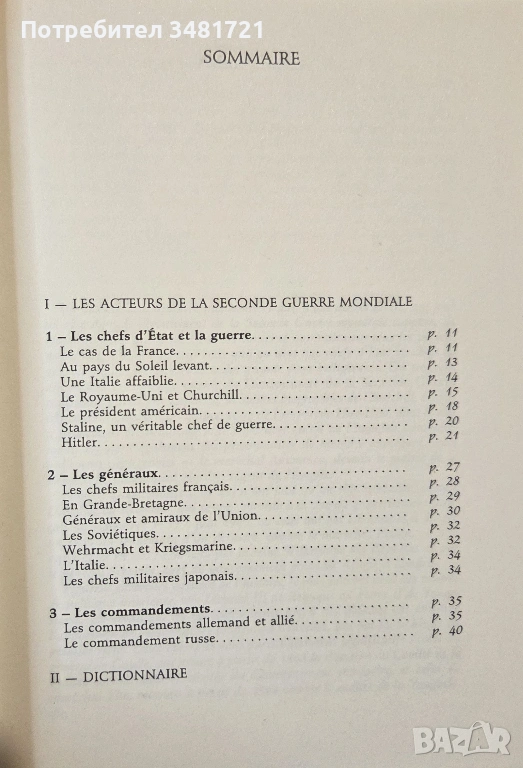 Потребител 3481721
SOMMAIRE
I — LES ACTEURS DE LA SECONDE GUERRE MONDIALE
1 – Les chefs d'État et la guerre. p. 11
Le cas de la France. p. 11
Au pays du Soleil levant. p. 13
Une Italie affaiblie. p. 14
Le Royaume-Uni et Churchill. p. 15
Le président américain. p. 18
Staline, un véritable chef de guerre. p. 20
Hitler. p. 21
2 – Les généraux. p. 27
Les chefs militaires français. p. 28
En Grande-Bretagne. p. 29
Généraux et amiraux de l'Union. p. 30
Les Soviétiques. p. 32
Wehrmacht et Kriegsmarine. p. 32
L'Italie. p. 34
Les chefs militaires japonais. p. 34
3 – Les commandements. p. 35
Les commandements allemand et allié. p. 35
Le commandement russe. p. 40
II — DICTIONNAIRE
BAZAR